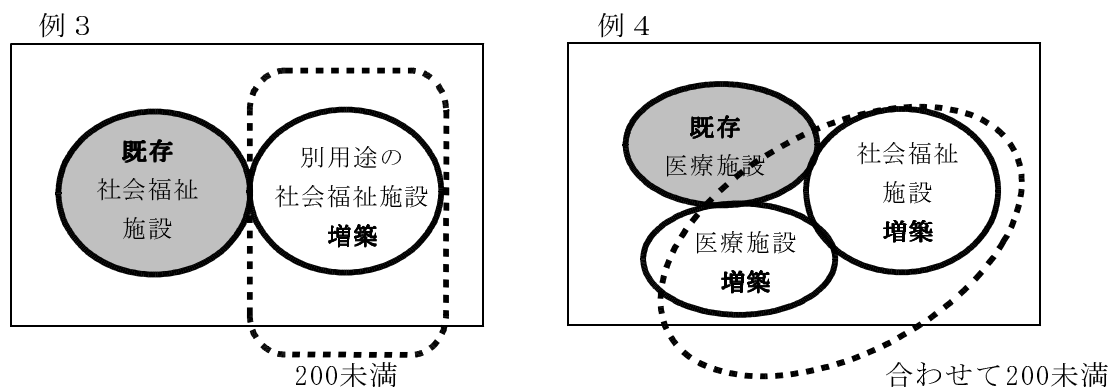 例３
既存
社会福祉
施設
別用途の
社会福祉施設
増築
200未満
例４
既存
医療施設
社会福祉
施設
増築
医療施設
増築
合わせて200未満